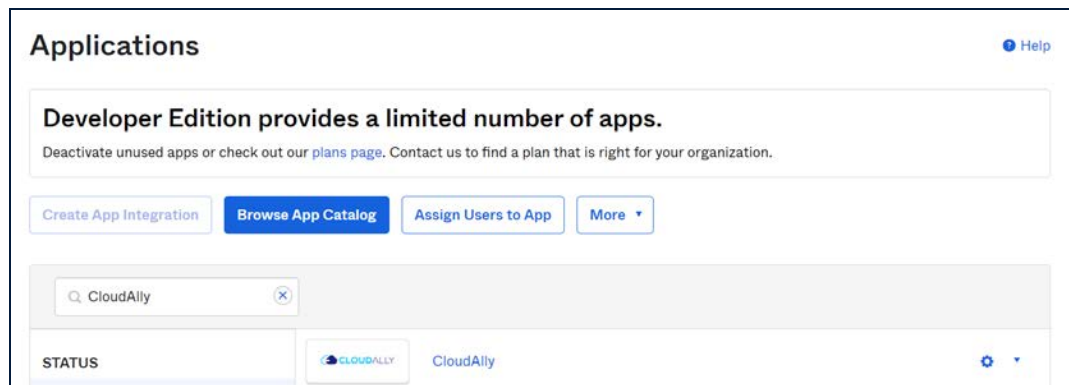 Applications
Help
Developer Edition provides a limited number of apps.
Deactivate unused apps or check out our plans page. Contact us to find a plan that is right for your organization.
Create App Integration
Browse App Catalog
Assign Users to App
More
CloudAlly
STATUS
CLOUDALLY
CloudAlly